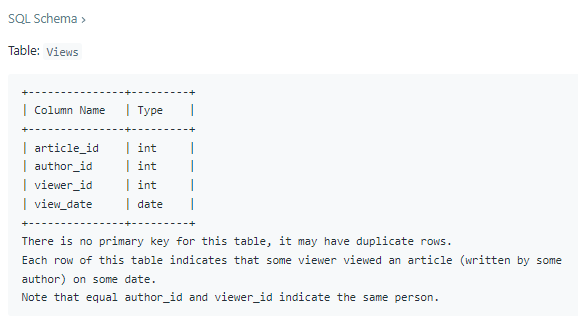 SQL Schema >
Table: Views
+---------------+---------+
| Column Name   | Type    |
+---------------+---------+
| article_id    | int     |
| author_id     | int     |
| viewer_id     | int     |
| view_date     | date    |
+---------------+---------+
There is no primary key for this table, it may have duplicate rows.
Each row of this table indicates that some viewer viewed an article (written by some
author) on some date.
Note that equal author_id and viewer_id indicate the same person.